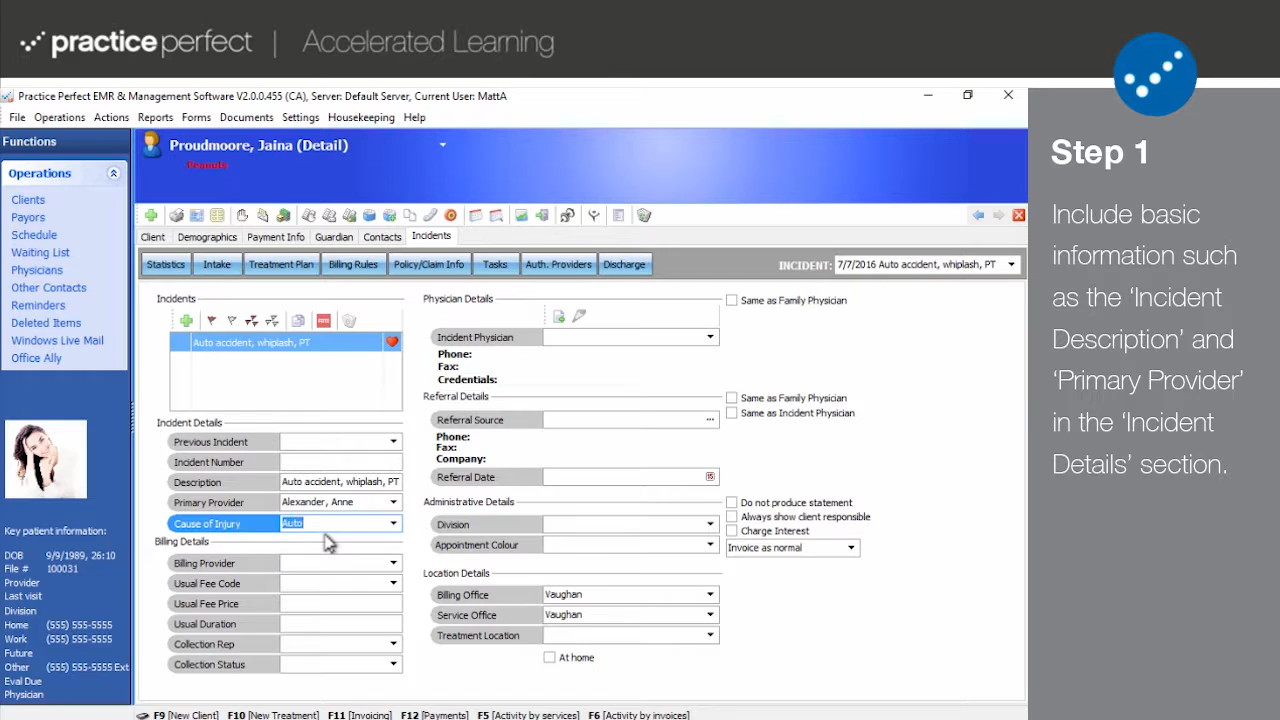 practiceperfect | Accelerated Learning
Practice Perfect EMR & Management Software V2.0.0.455 (CA), Server: Default Server, Current User: MattA
File Operations Actions Reports Forms Documents Settings Housekeeping Help
Functions
Operations
Clients
Payors
Schedule
Waiting List
Physicians
Other Contacts
Reminders
Deleted Items
Windows Live Mail
Office Ally
Key patient information:
DOB 9/9/1989, 26:10
File # 100031
Provider
Last visit
Division
Home (555) 555-5555
Work (555) 555-5555
Future
Other (555) 555-5555 Ext
Eval Due
Physician
Proudmoore, Jaina (Detail)
Peanuts
Client Demographics Payment Info Guardian Contacts Incidents
Statistics Intake Treatment Plan Billing Rules Policy/Claim Info Tasks Auth. Providers Discharge
INCIDENT: 7/7/2016 Auto accident, whiplash, PT
Incidents
Auto accident, whiplash, PT
Incident Details
Previous Incident
Incident Number
Description Auto accident, whiplash, PT
Primary Provider Alexander, Anne
Cause of Injury Auto
Billing Details
Billing Provider
Usual Fee Code
Usual Fee Price
Usual Duration
Collection Rep
Collection Status
Physician Details
Same as Family Physician
Incident Physician
Phone:
Fax:
Credentials:
Referral Details
Same as Family Physician
Same as Incident Physician
Referral Source
Phone:
Fax:
Company:
Referral Date
Administrative Details
Do not produce statement
Always show client responsible
Charge Interest
Invoice as normal
Division
Appointment Colour
Location Details
Billing Office Vaughan
Service Office Vaughan
Treatment Location
At home
F9 [New Client] F10 [New Treatment] F11 [Invoicing] F12 [Payments] F5 [Activity by services] F6 [Activity by invoices]
Step 1
Include basic
information such
as the ‘Incident
Description’ and
‘Primary Provider’
in the ‘Incident
Details’ section.